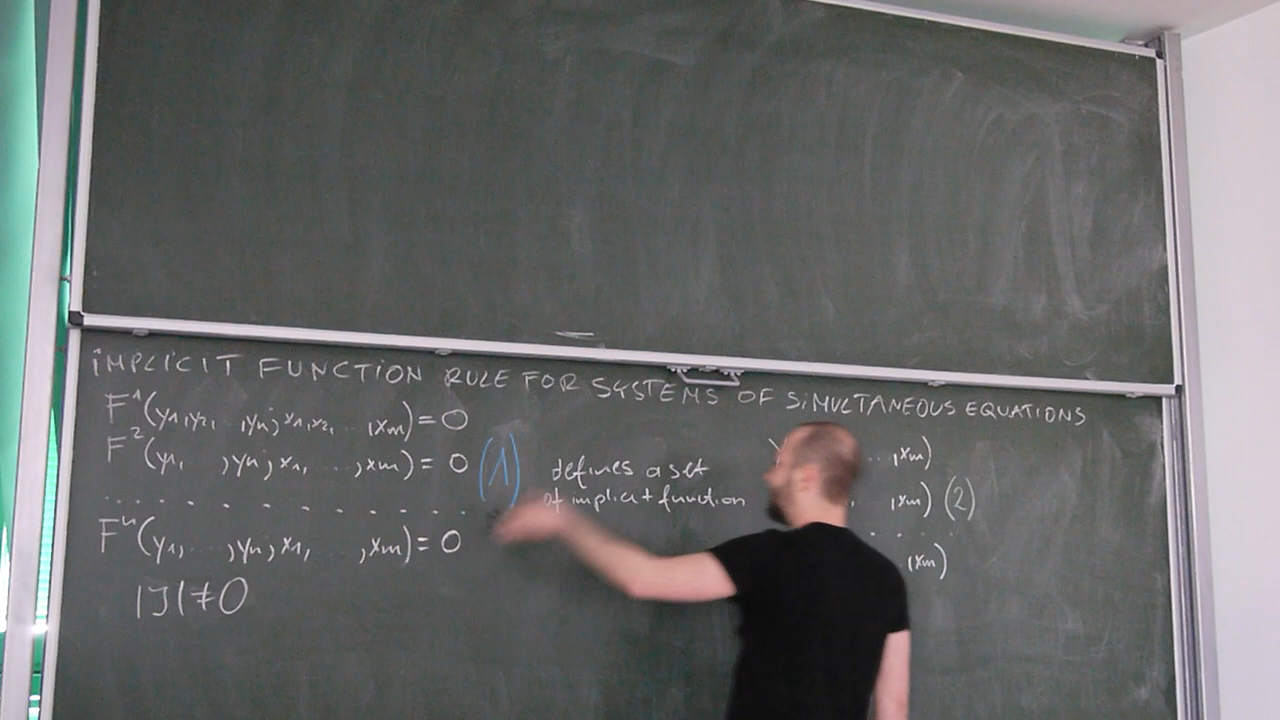 IMPLICIT FUNCTION RULE FOR SYSTEMS OF SIMULTANEOUS EQUATIONS
F¹(y1,y2, ,yn;x1,x2, ... ,xm) = 0
F²(y1, ,yn;x1, ...,xm) = 0 (1)
. . . . . . . . . .
Fⁿ(y1, ... ,yn;x1, ,xm) = 0
|J| ≠ 0
defines a set
of implicit function
...,xm)
, ,xm) (2)
. . . .
,xm)